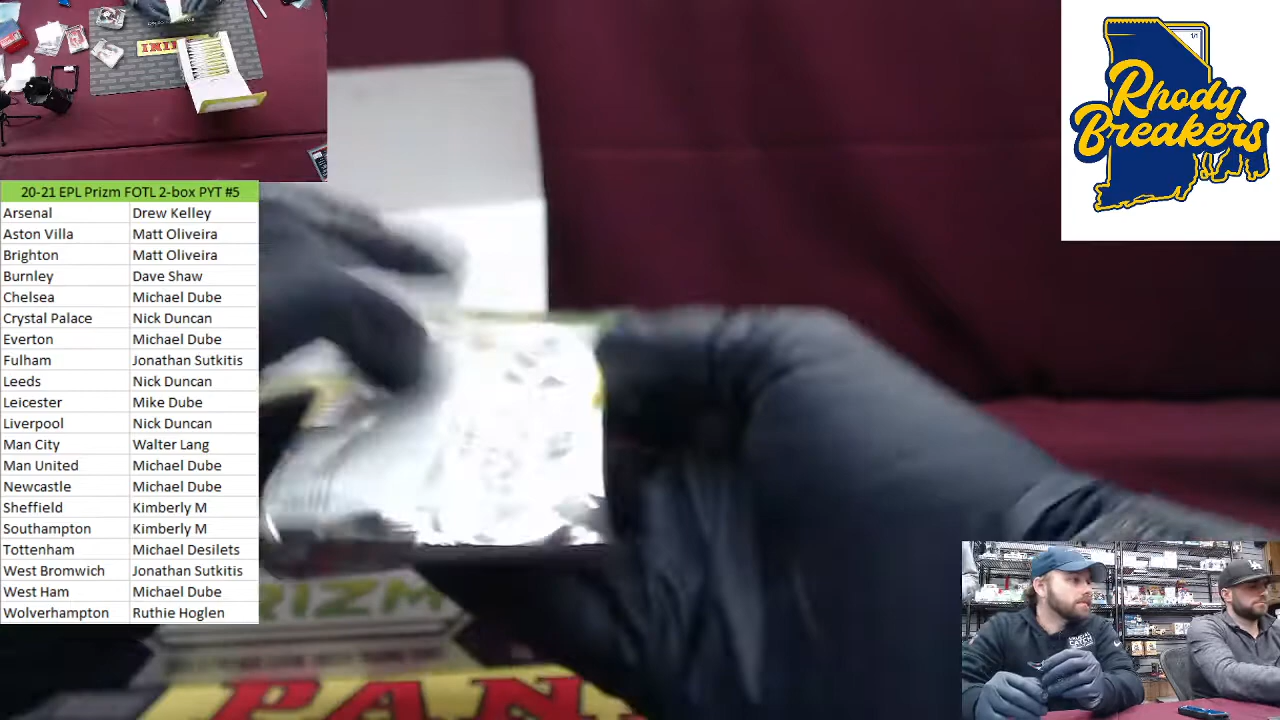 20-21 EPL Prizm FOTL 2-box PYT #5
Arsenal Drew Kelley
Aston Villa Matt Oliveira
Brighton Matt Oliveira
Burnley Dave Shaw
Chelsea Michael Dube
Crystal Palace Nick Duncan
Everton Michael Dube
Fulham Jonathan Sutkitis
Leeds Nick Duncan
Leicester Mike Dube
Liverpool Nick Duncan
Man City Walter Lang
Man United Michael Dube
Newcastle Michael Dube
Sheffield Kimberly M
Southampton Kimberly M
Tottenham Michael Desilets
West Bromwich Jonathan Sutkitis
West Ham Michael Dube
Wolverhampton Ruthie Hoglen
1/1
Rhody
Breakers
PANINI